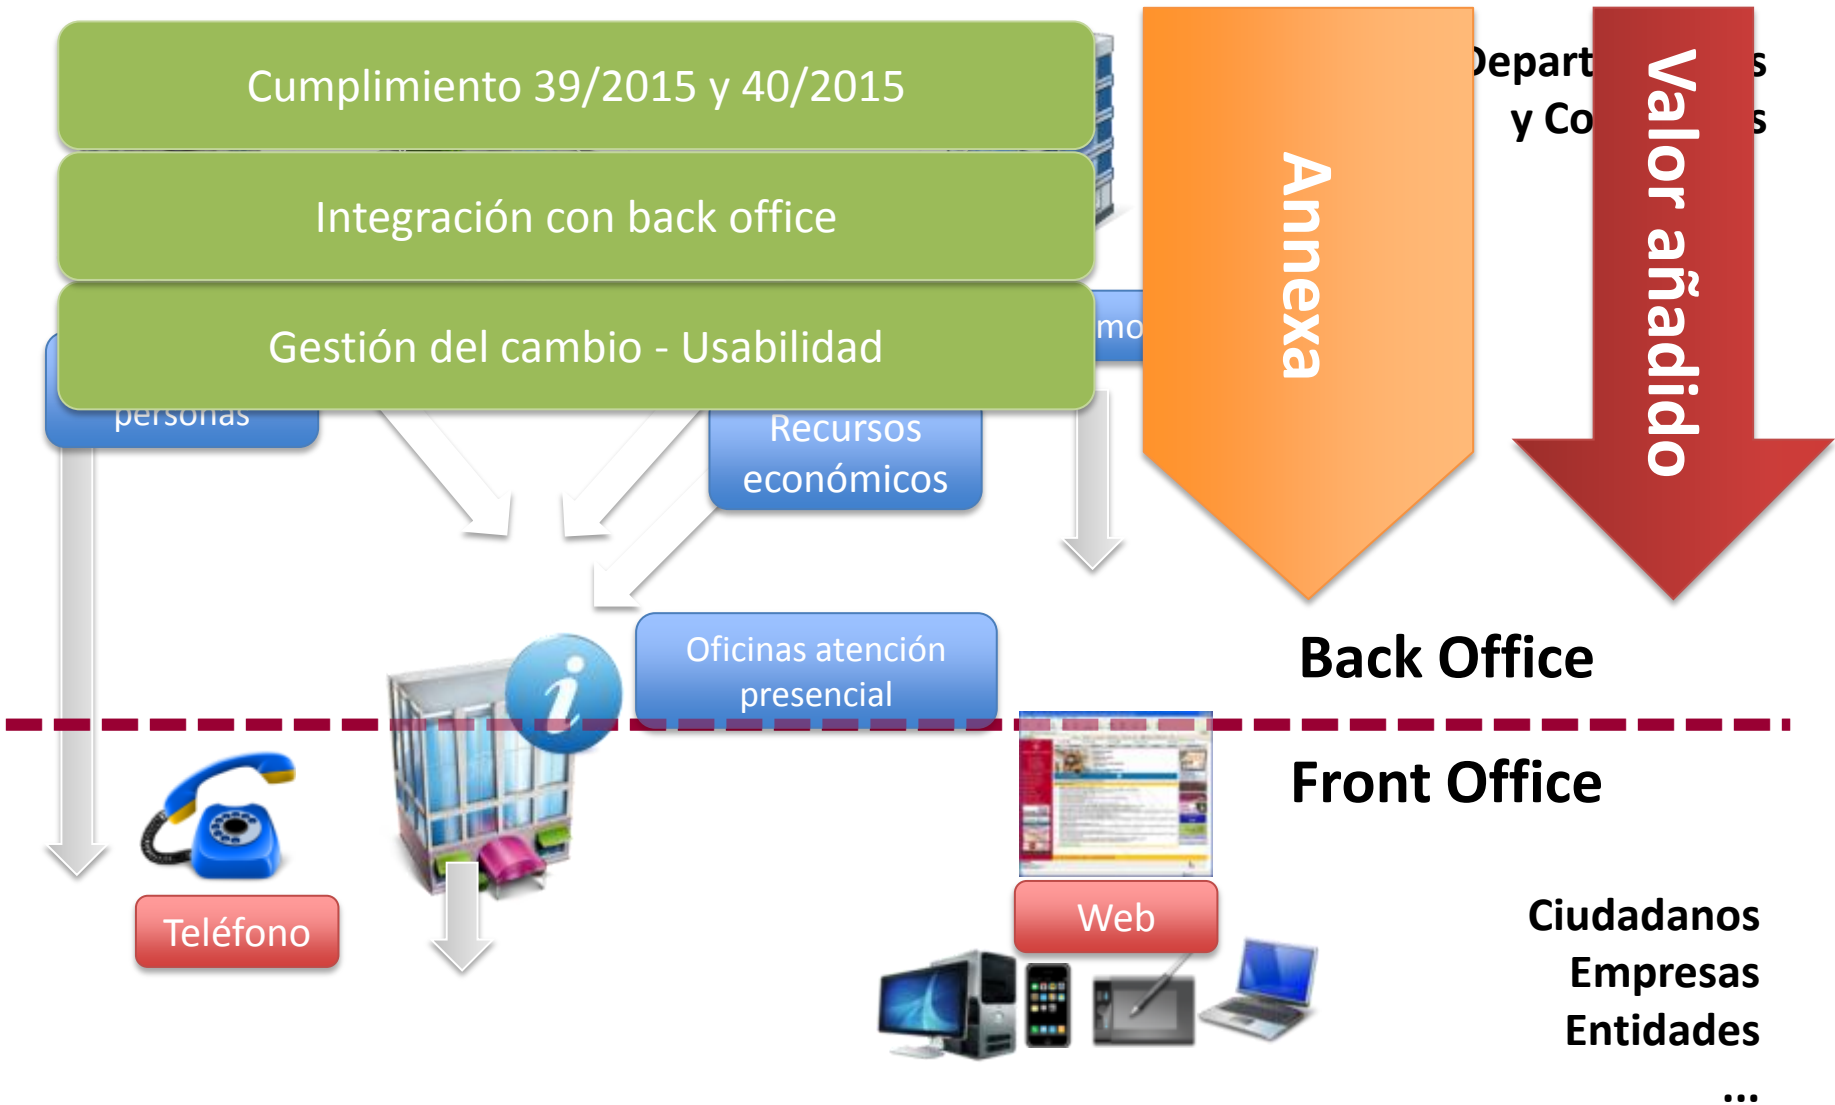 Cumplimiento 39/2015 y 40/2015
Integración con back office
Gestión del cambio - Usabilidad
Annexa
Valor añadido
y
personas
Recursos
económicos
Oficinas atención
presencial
Back Office
Front Office
Teléfono
Web
Ciudadanos
Empresas
Entidades
...